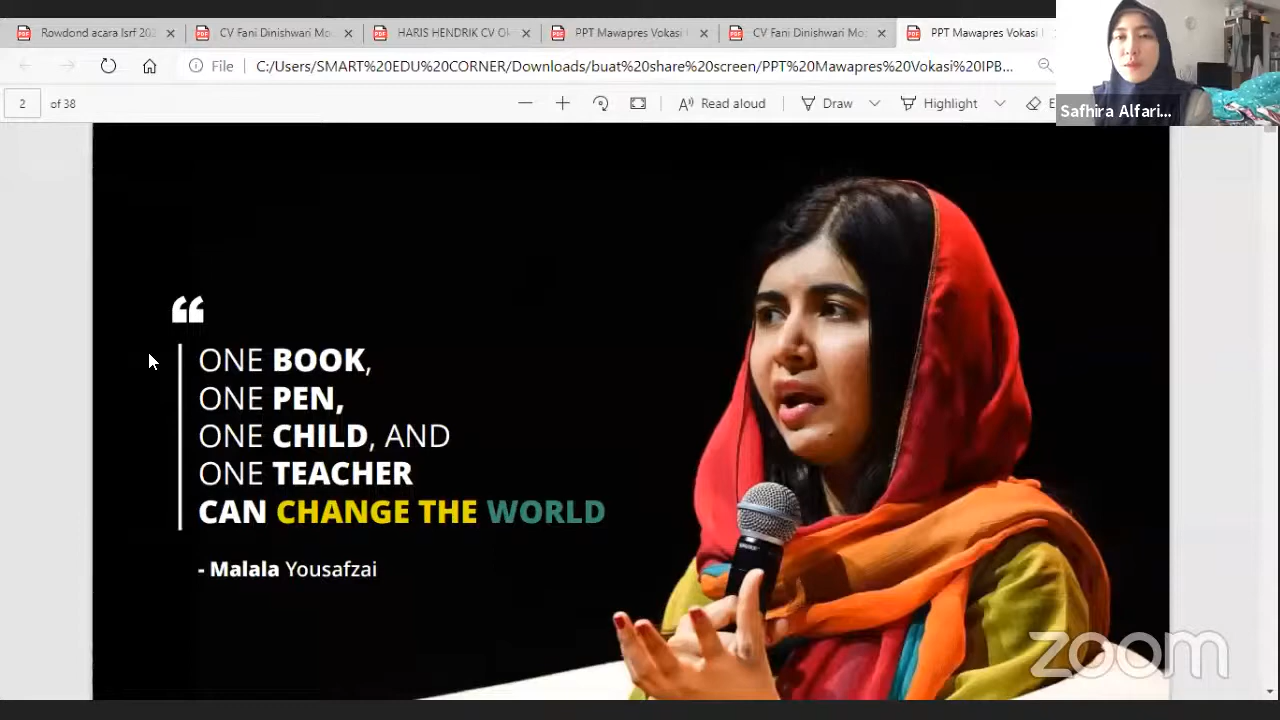 Rowdond acara lsrf 202
CV Fani Dinishwari Mo
HARIS HENDRIK CV
PPT Mawapres Vokasi
CV Fani Dinishwari Mo
PPT Mawapres Vokasi
File
C:/Users/SMART%20EDU%20CORNER/Downloads/buat%20share%20screen/PPT%20Mawapres%20Vokasi%20IPB...
2 of 38
Read aloud
Draw
Highlight
Safhira Alfari...
“
ONE BOOK,
ONE PEN,
ONE CHILD, AND
ONE TEACHER
CAN CHANGE THE WORLD
- Malala Yousafzai
zoom